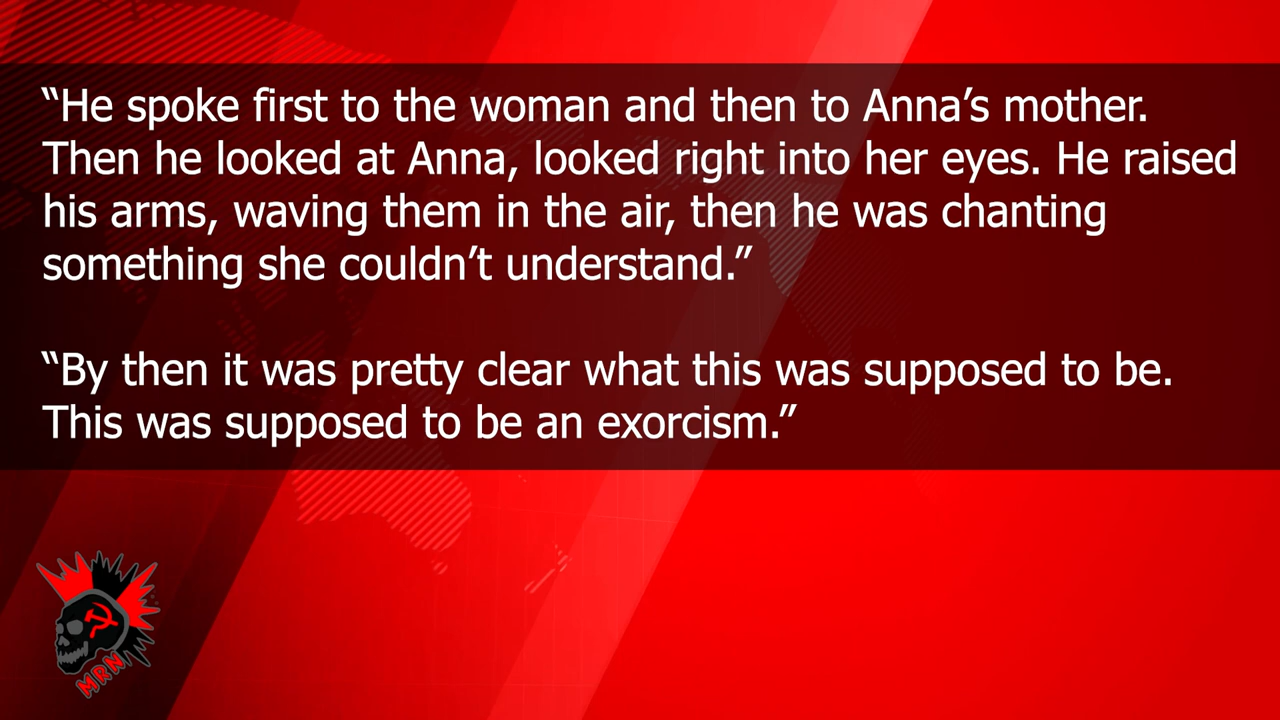 “He spoke first to the woman and then to Anna’s mother.
Then he looked at Anna, looked right into her eyes. He raised
his arms, waving them in the air, then he was chanting
something she couldn’t understand.”
“By then it was pretty clear what this was supposed to be.
This was supposed to be an exorcism.”
MRN